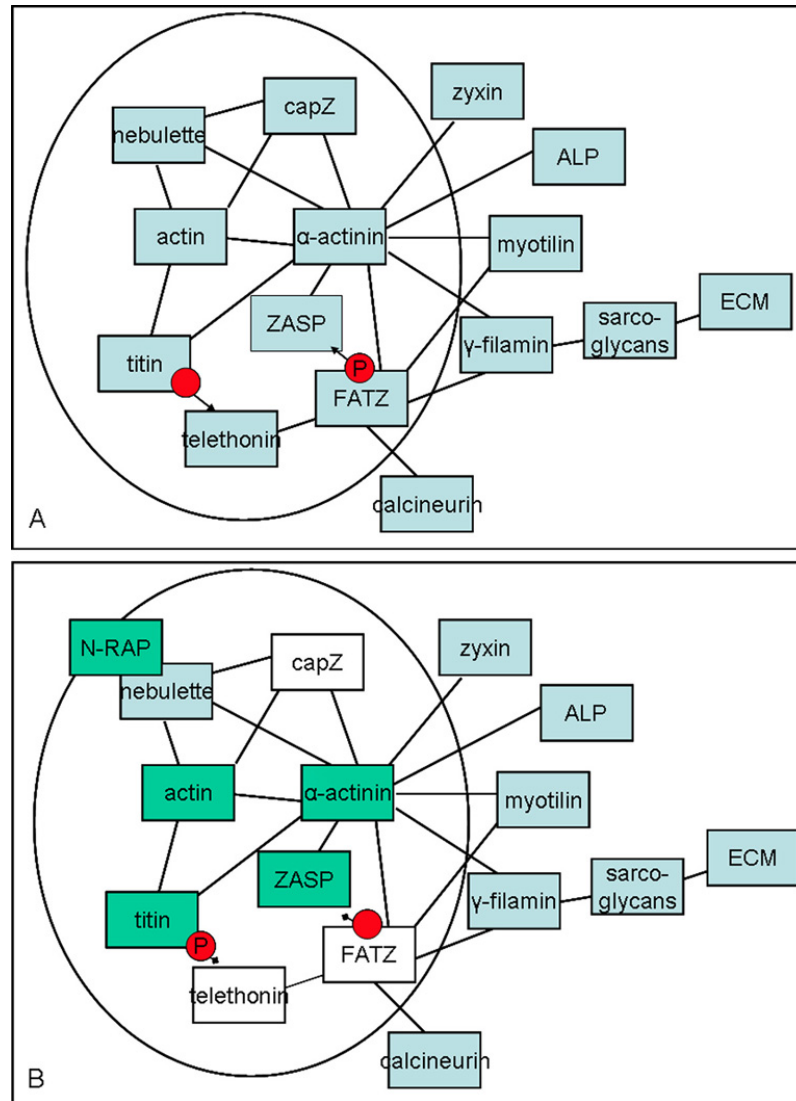 capZ
zyxin
nebulette
ALP
actin
α-actinin
myotilin
ECM
ZASP
sarco-
glycans
titin
γ-filamin
P
FATZ
telethonin
calcineurin
A
N-RAP
capZ
zyxin
nebulette
ALP
actin
α-actinin
myotilin
ECM
ZASP
sarco-
glycans
titin
γ-filamin
P
FATZ
telethonin
calcineurin
B